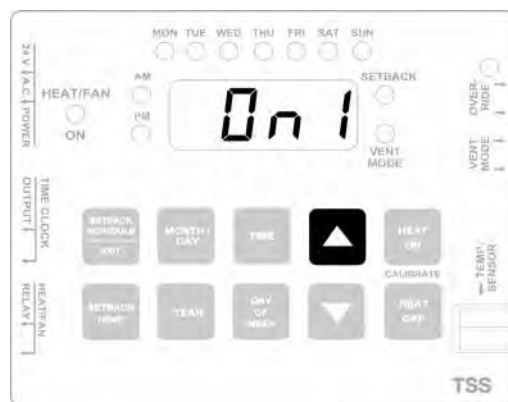 MON TUE WED THU FRI SAT SUN
24 V. A.C. POWER
HEAT/FAN
ON
AM
PM
On1
SETBACK
VENT
MODE
OVER-
RIDE
VENT
MODE
TIME CLOCK
OUTPUT
HEAT/FAN
RELAY
SETBACK
SCHEDULE
EXIT
MONTH /
DAY
TIME
HEAT
ON
CALIBRATE
SETBACK
TEMP
YEAR
DAY
OF
WEEK
HEAT
OFF
TEMP.
SENSOR
TSS